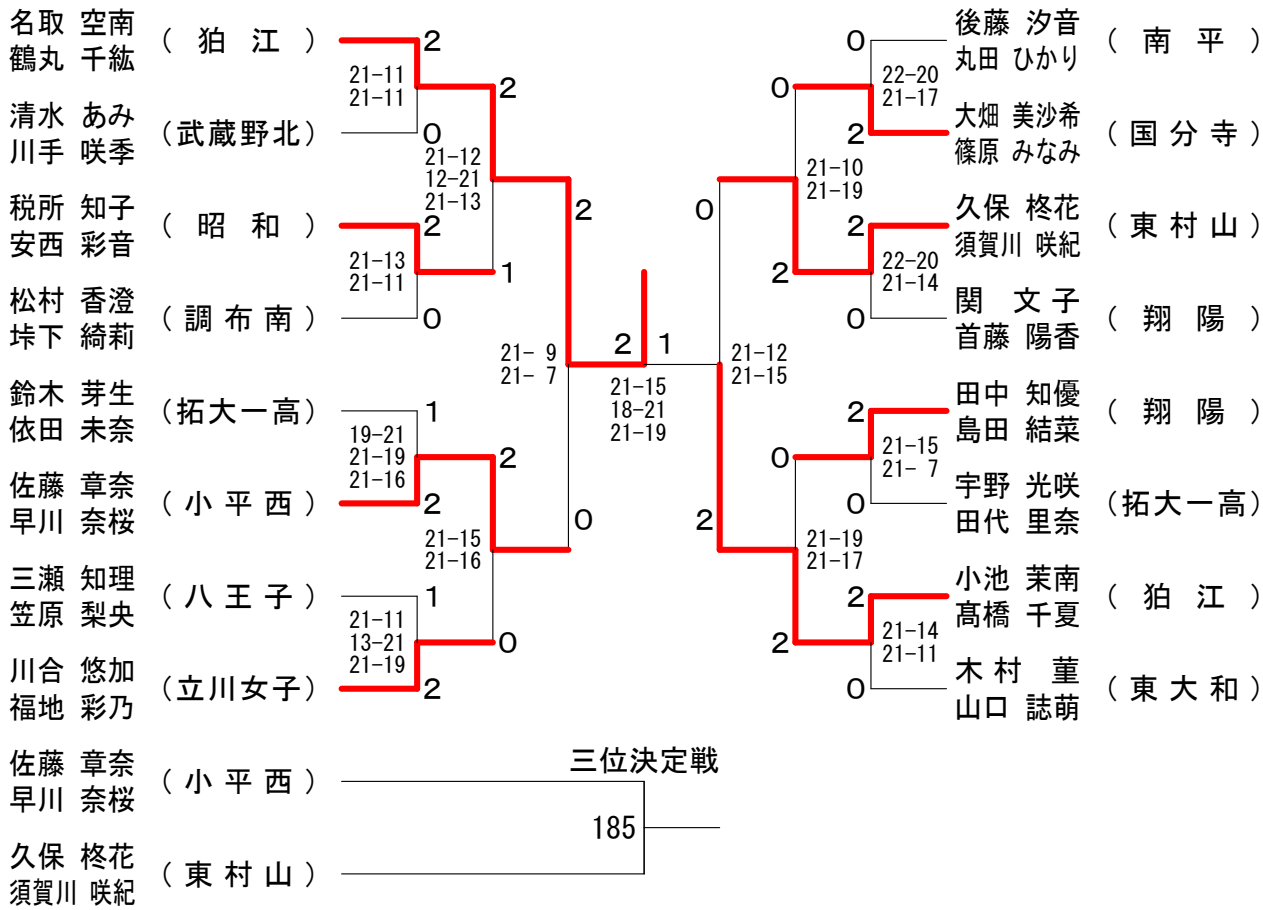 名取 空南
鶴丸 千紘
( 狛 江 )
2
21-11
21-11
清水 あみ
川手 咲季
(武蔵野北)
0
2
21-12
12-21
21-13
税所 知子
安西 彩音
( 昭 和 )
2
21-13
21-11
1
松村 香澄
垰下 綺莉
(調布南)
0
2
21- 9
21- 7
鈴木 芽生
依田 未奈
(拓大一高)
1
19-21
21-19
21-16
2
佐藤 章奈
早川 奈桜
(小平西)
2
21-15
21-16
0
三瀬 知理
笠原 梨央
(八王子)
1
21-11
13-21
21-19
0
川合 悠加
福地 彩乃
(立川女子)
2
2 1
21-15
18-21
21-19
0
後藤 汐音
丸田 ひかり
( 南 平 )
22-20
21-17
0
大畑 美沙希
篠原 みなみ
(国分寺)
2
21-10
21-19
0
久保 柊花
須賀川 咲紀
(東村山)
2
22-20
21-14
2
関 文子
首藤 陽香
( 翔 陽 )
0
21-12
21-15
田中 知優
島田 結菜
( 翔 陽 )
2
21-15
21- 7
0
宇野 光咲
田代 里奈
(拓大一高)
0
2
21-19
21-17
小池 茉南
髙橋 千夏
( 狛 江 )
2
21-14
21-11
2
木村 菫
山口 誌萌
(東大和)
0
三位決定戦
佐藤 章奈
早川 奈桜
(小平西)
185
久保 柊花
須賀川 咲紀
(東村山)